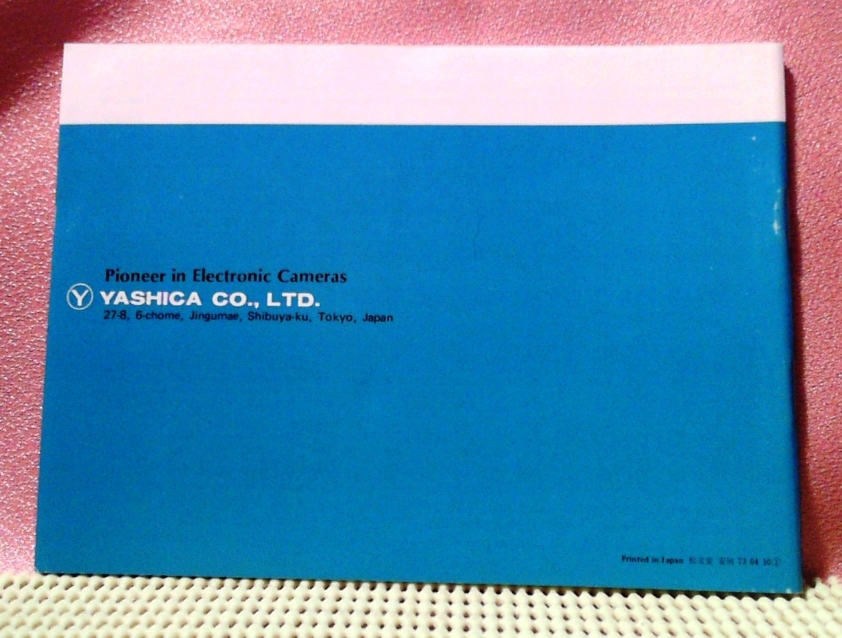 Pioneer in Electronic Cameras
Y YASHICA CO., LTD.
27-8, 6-chome, Jingumae, Shibuya-ku, Tokyo, Japan
Printed in Japan